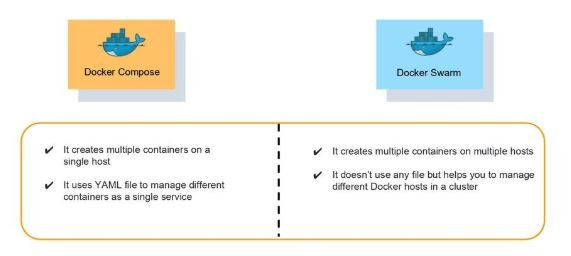 Docker Compose
Docker Swarm
✔ It creates multiple containers on a
single host
✔ It uses YAML file to manage different
containers as a single service
✔ It creates multiple containers on multiple hosts
✔ It doesn't use any file but helps you to manage
different Docker hosts in a cluster